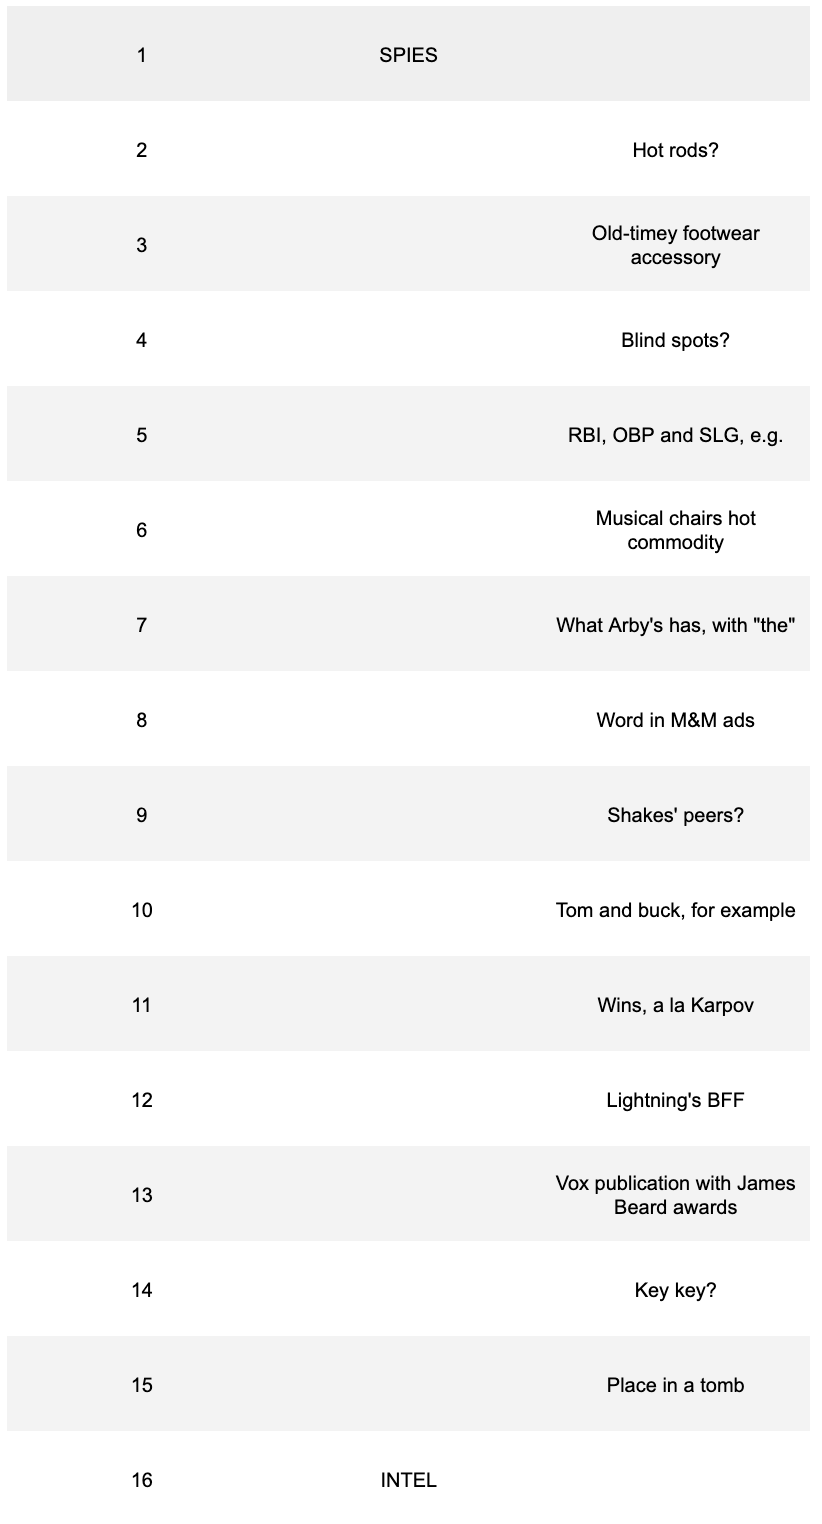 1 SPIES
2 Hot rods?
3 Old-timey footwear
accessory
4 Blind spots?
5 RBI, OBP and SLG, e.g.
6 Musical chairs hot
commodity
7 What Arby's has, with "the"
8 Word in M&M ads
9 Shakes' peers?
10 Tom and buck, for example
11 Wins, a la Karpov
12 Lightning's BFF
13 Vox publication with James
Beard awards
14 Key key?
15 Place in a tomb
16 INTEL